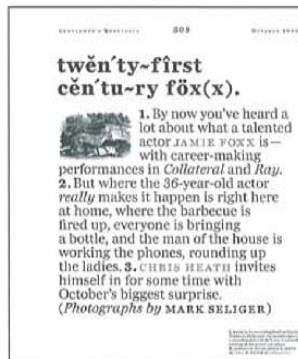 GENTLEMEN'S QUARTERLY 308 OCTOBER
twĕn′ty~fîrst
cĕn′tu~ry fŏx(x).
1. By now you've heard a
lot about what a talented
actor JAMIE FOXX is—
with career-making
performances in Collateral and Ray.
2. But where the 36-year-old actor
really makes it happen is right here
at home, where the barbecue is
fired up, everyone is bringing
a bottle, and the man of the house is
working the phones, rounding up
the ladies. 3. CHRIS HEATH invites
himself in for some time with
October's biggest surprise.
(Photographs by MARK SELIGER)